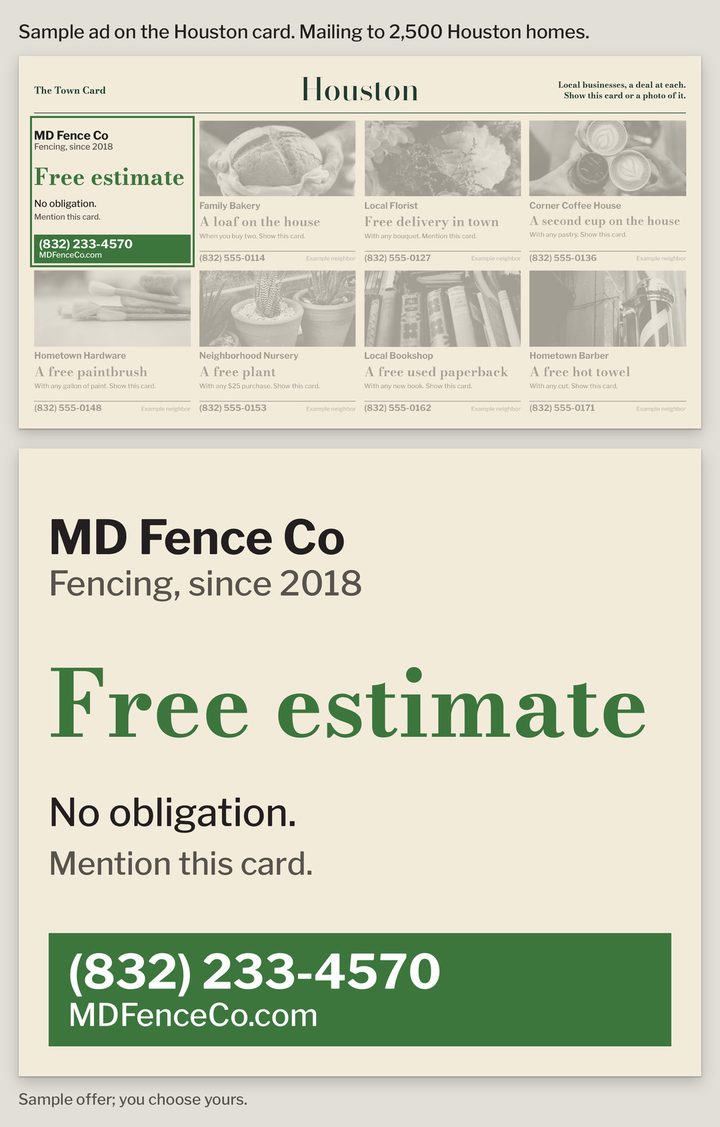 Sample ad on the Houston card. Mailing to 2,500 Houston homes.
The Town Card
Houston
Local businesses, a deal at each.
Show this card or a photo of it.
MD Fence Co
Fencing, since 2018
Free estimate
No obligation.
Mention this card.
(832) 233-4570
MDFenceCo.com
Family Bakery
A loaf on the house
When you buy two. Show this card.
(832) 555-0114
Example neighbor
Local Florist
Free delivery in town
With any bouquet. Mention this card.
(832) 555-0127
Example neighbor
Corner Coffee House
A second cup on the house
With any pastry. Show this card.
(832) 555-0136
Example neighbor
Hometown Hardware
A free paintbrush
With any gallon of paint. Show this card.
(832) 555-0148
Example neighbor
Neighborhood Nursery
A free plant
With any $25 purchase. Show this card.
(832) 555-0153
Example neighbor
Local Bookshop
A free used paperback
With any new book. Show this card.
(832) 555-0162
Example neighbor
Hometown Barber
A free hot towel
With any cut. Show this card.
(832) 555-0171
Example neighbor
MD Fence Co
Fencing, since 2018
Free estimate
No obligation.
Mention this card.
(832) 233-4570
MDFenceCo.com
Sample offer; you choose yours.